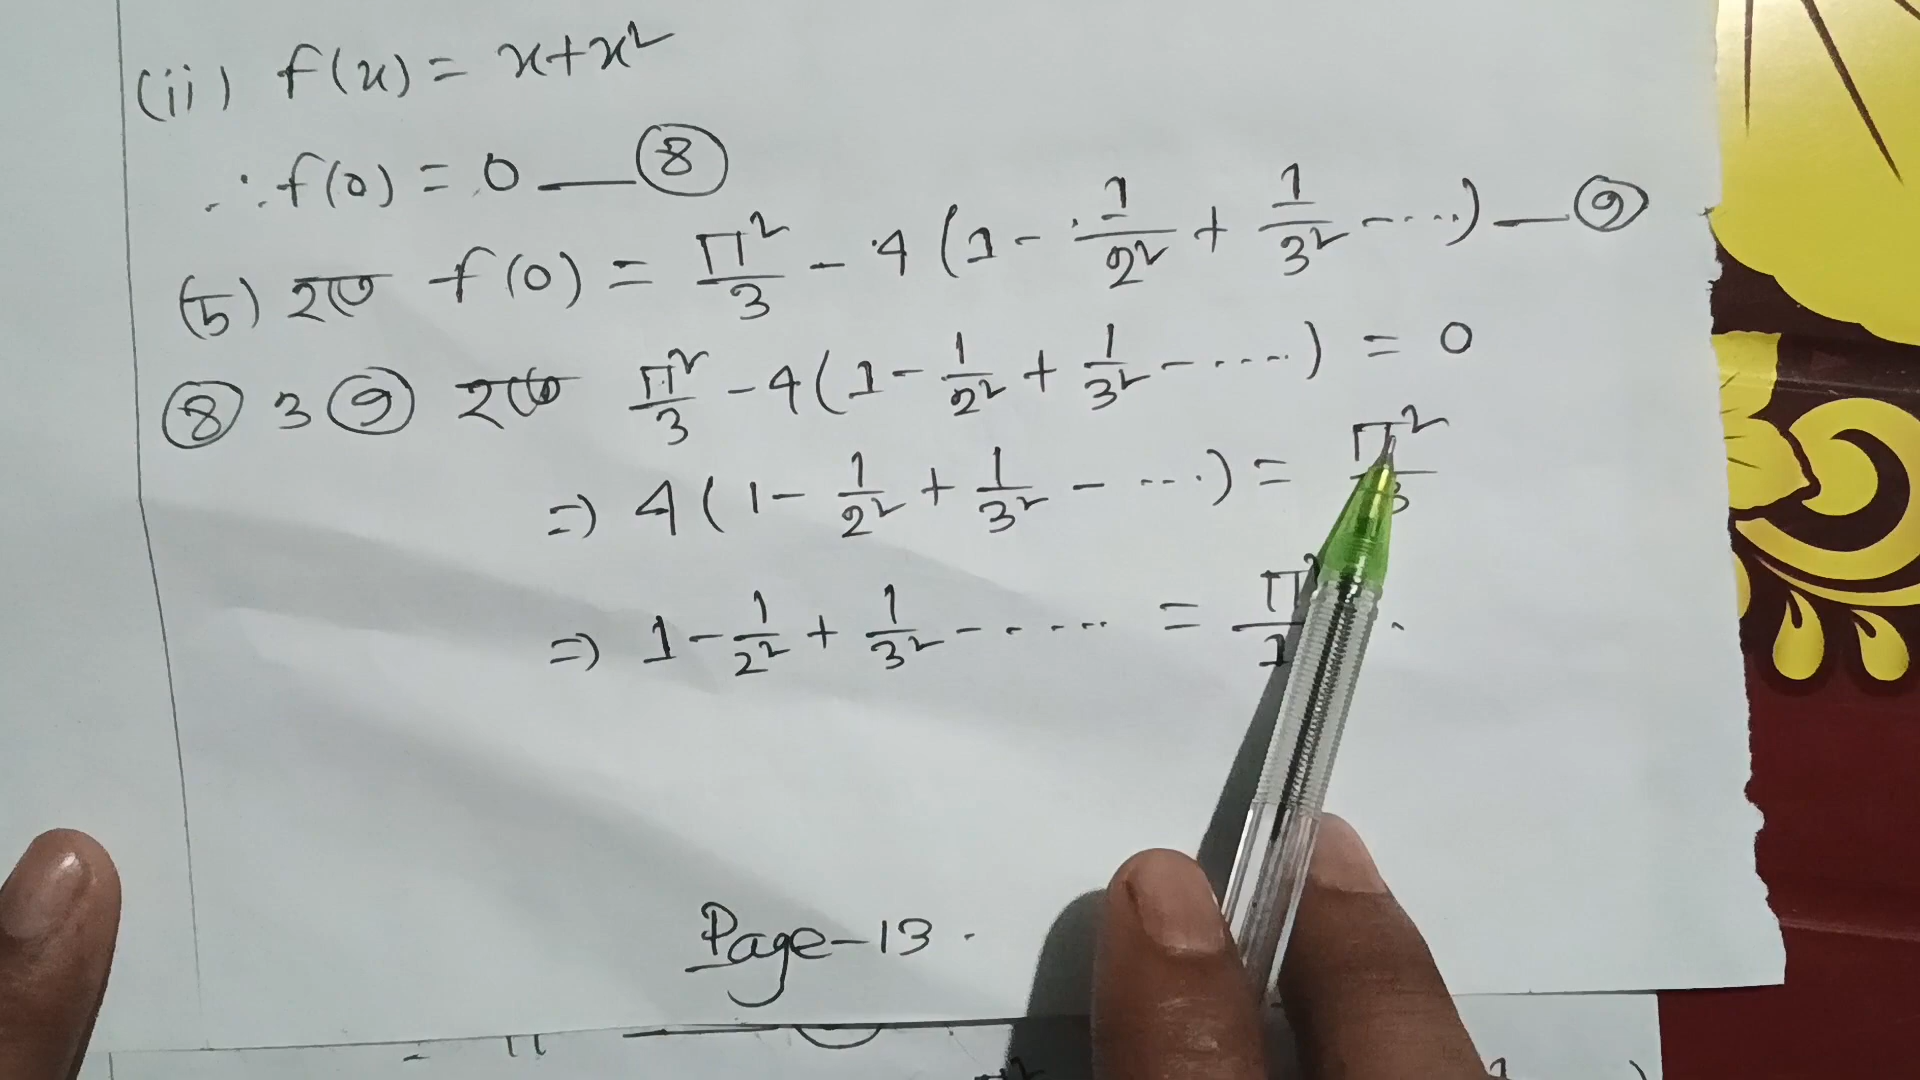 (ii) f(x) = x+x²
∴ f(0) = 0 — ⑧
(5) হতে f(0) = π²/3 - 4(1 - 1/2² + 1/3² - ....) — ⑨
⑧ ও ⑨ হতে π²/3 - 4(1 - 1/2² + 1/3² - .....) = 0
⇒ 4(1 - 1/2² + 1/3² - ....) = π²/3
⇒ 1 - 1/2² + 1/3² - ..... =
Page-13.